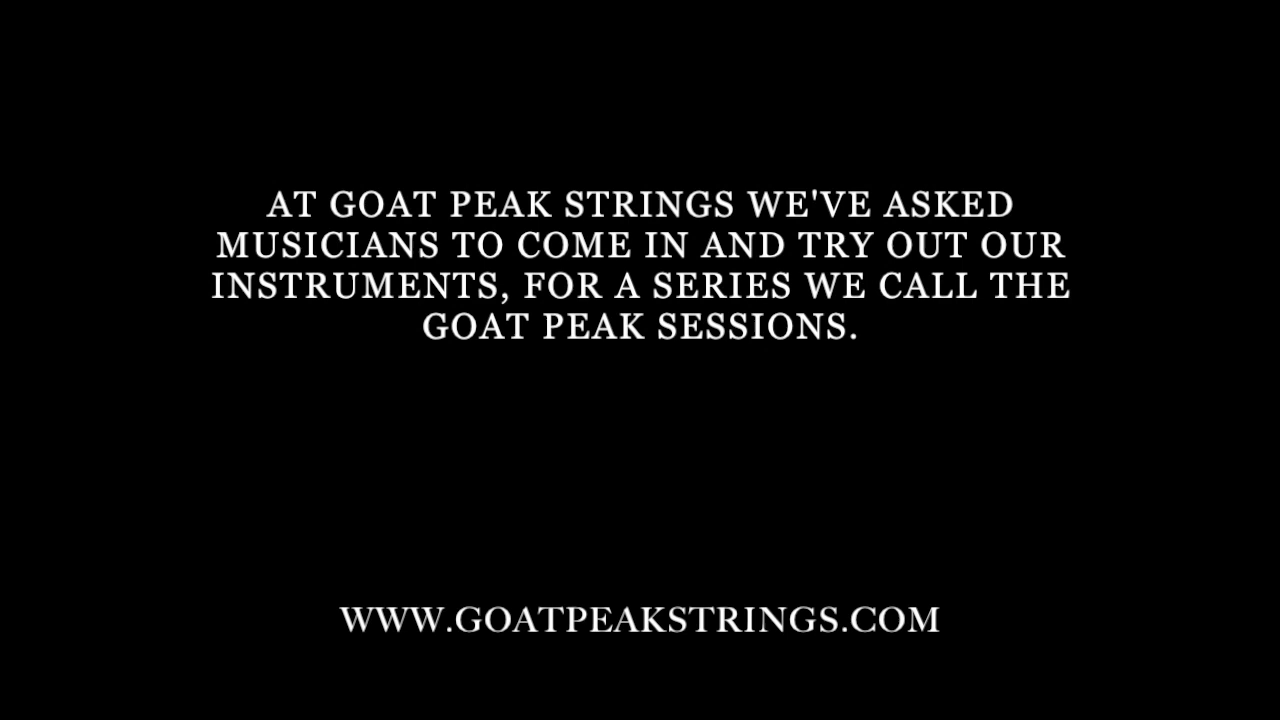 AT GOAT PEAK STRINGS WE'VE ASKED
MUSICIANS TO COME IN AND TRY OUT OUR
INSTRUMENTS, FOR A SERIES WE CALL THE
GOAT PEAK SESSIONS.
WWW.GOATPEAKSTRINGS.COM